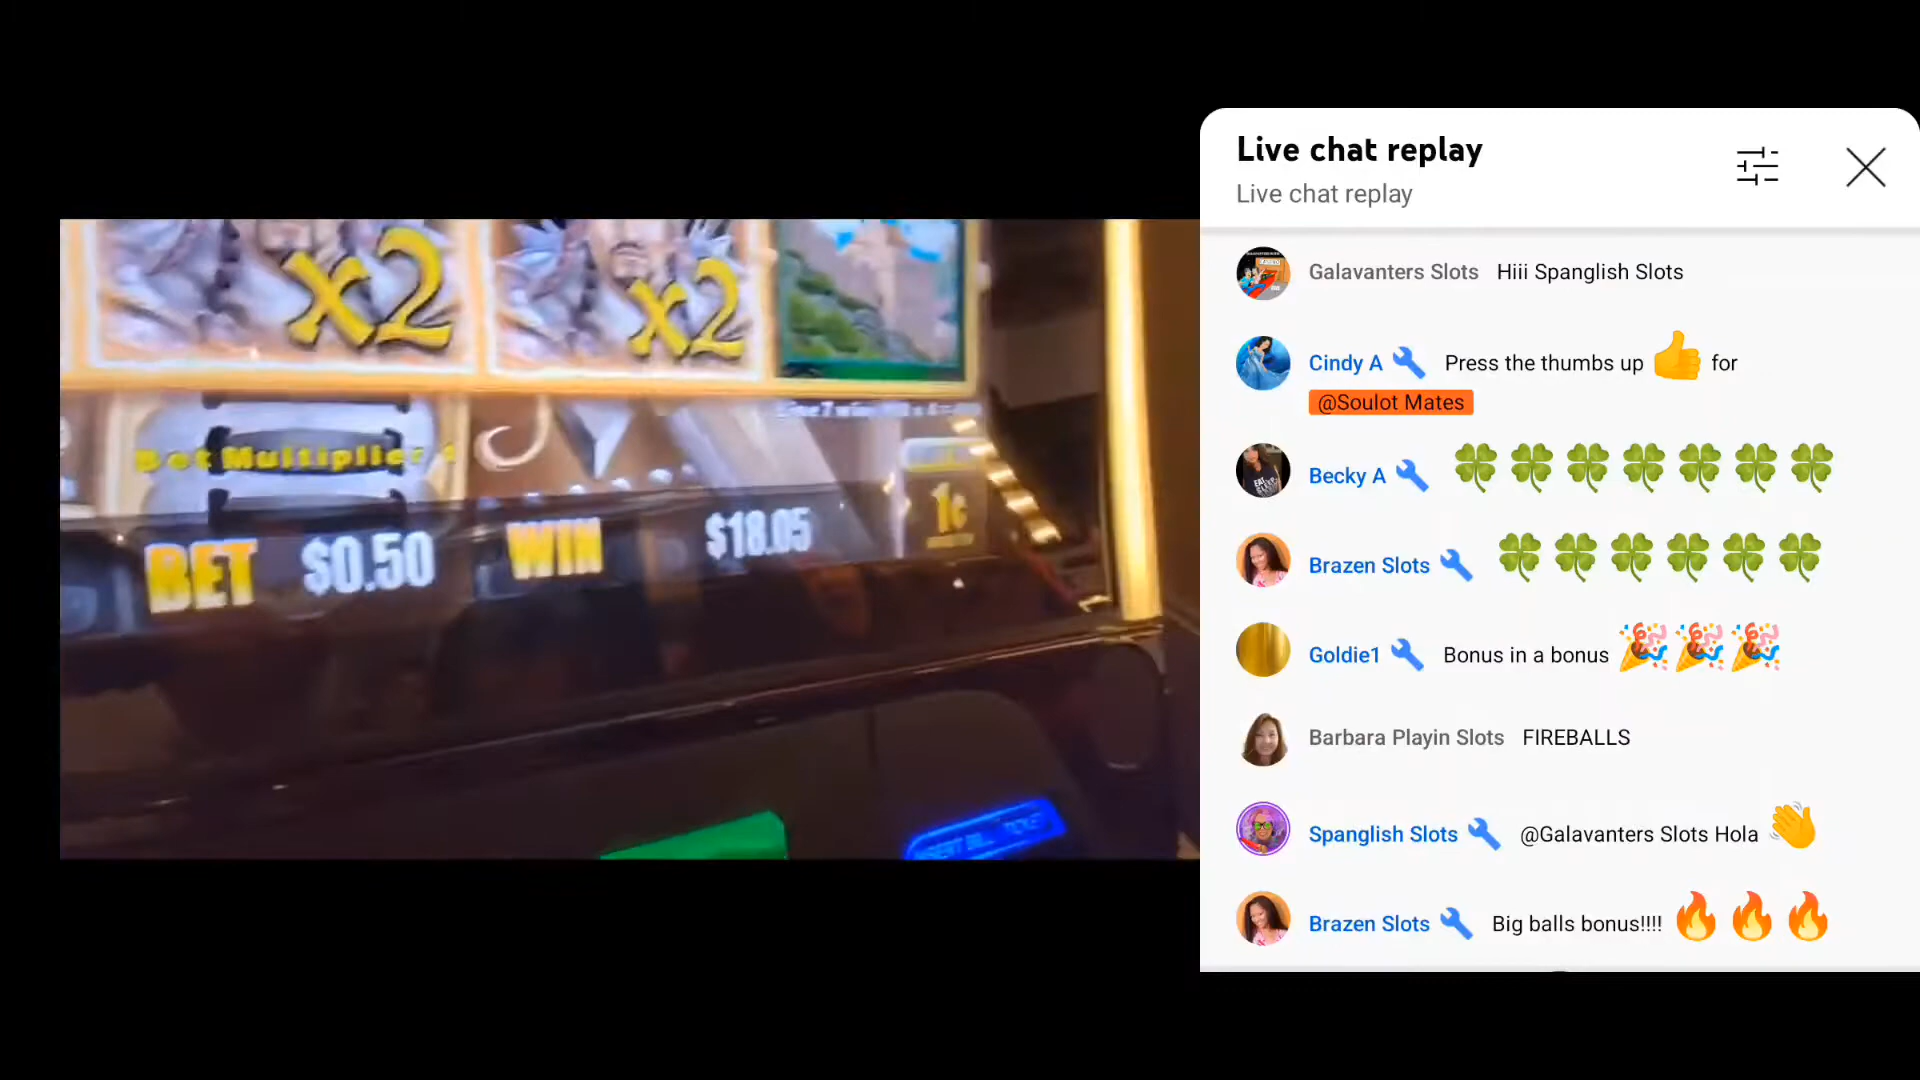 x2
x2
Bet Multiplier
BET $0.50 WIN $18.05 1c
Live chat replay
Live chat replay
Galavanters Slots Hiii Spanglish Slots
Cindy A Press the thumbs up 👍 for
@Soulot Mates
Becky A 🍀🍀🍀🍀🍀🍀🍀
Brazen Slots 🍀🍀🍀🍀🍀🍀
Goldie1 Bonus in a bonus 🎉🎉🎉
Barbara Playin Slots FIREBALLS
Spanglish Slots @Galavanters Slots Hola 👋
Brazen Slots Big balls bonus!!!! 🔥🔥🔥